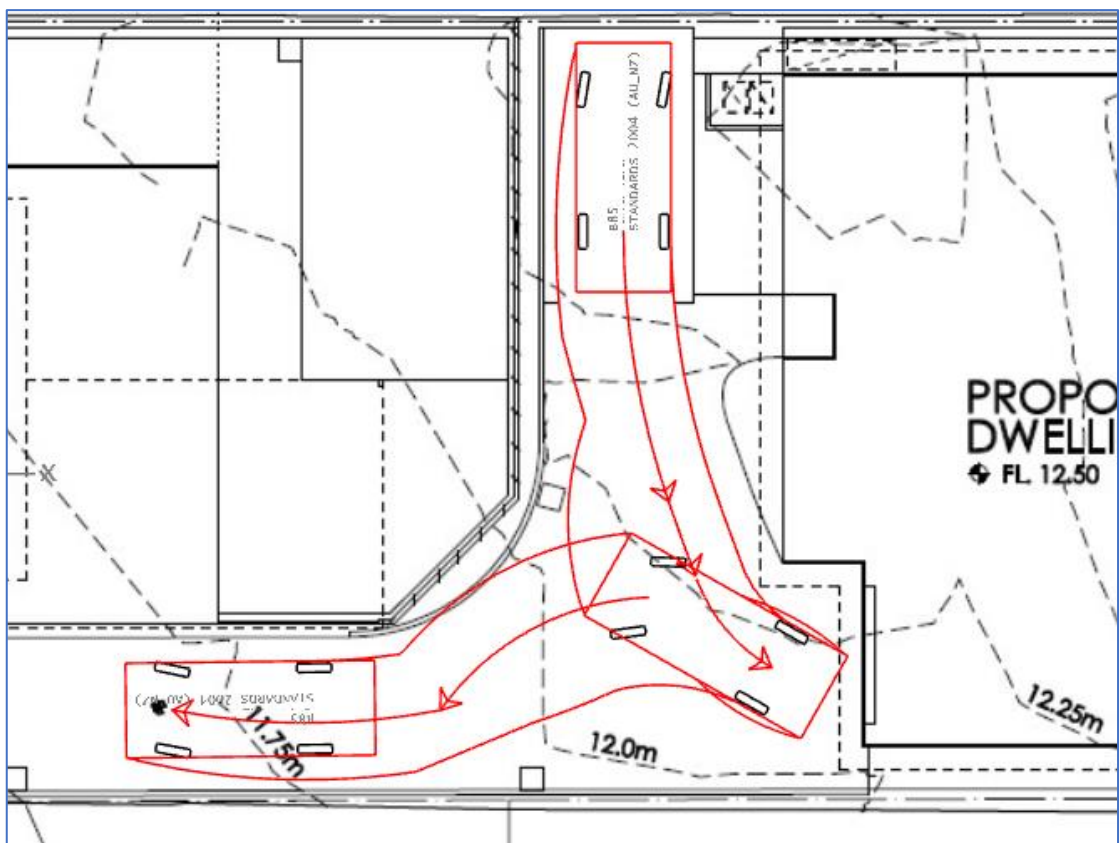 B85
STANDARDS 2004 (AU_NZ)
PROPO
DWELLI
FL. 12.50
STANDARDS 2004 (AU_NZ)
B85
11.75m
12.0m
12.25m